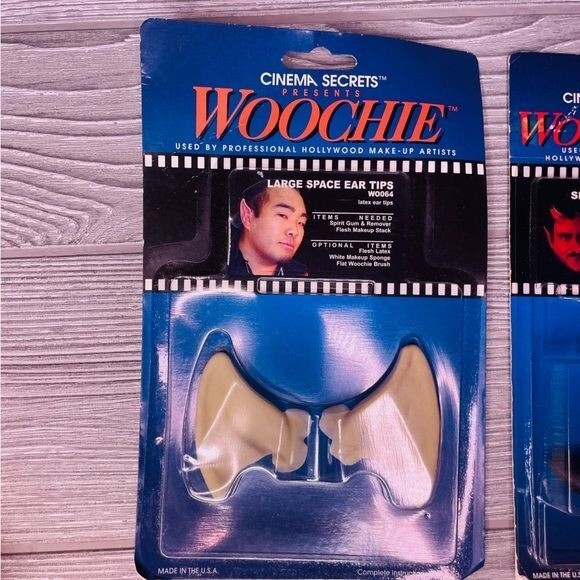 CINEMA SECRETS™
PRESENTS
WOOCHIE™
USED BY PROFESSIONAL HOLLYWOOD MAKE-UP ARTISTS
LARGE SPACE EAR TIPS
WO064
latex ear tips
ITEMS NEEDED
Spirit Gum & Remover
Flesh Makeup Stack
OPTIONAL ITEMS
Flesh Latex
White Makeup Sponge
Flat Woochie Brush
MADE IN THE U.S.A.
Complete
CIN
WOO
USE
HOLLYW
MADE IN THE U.S